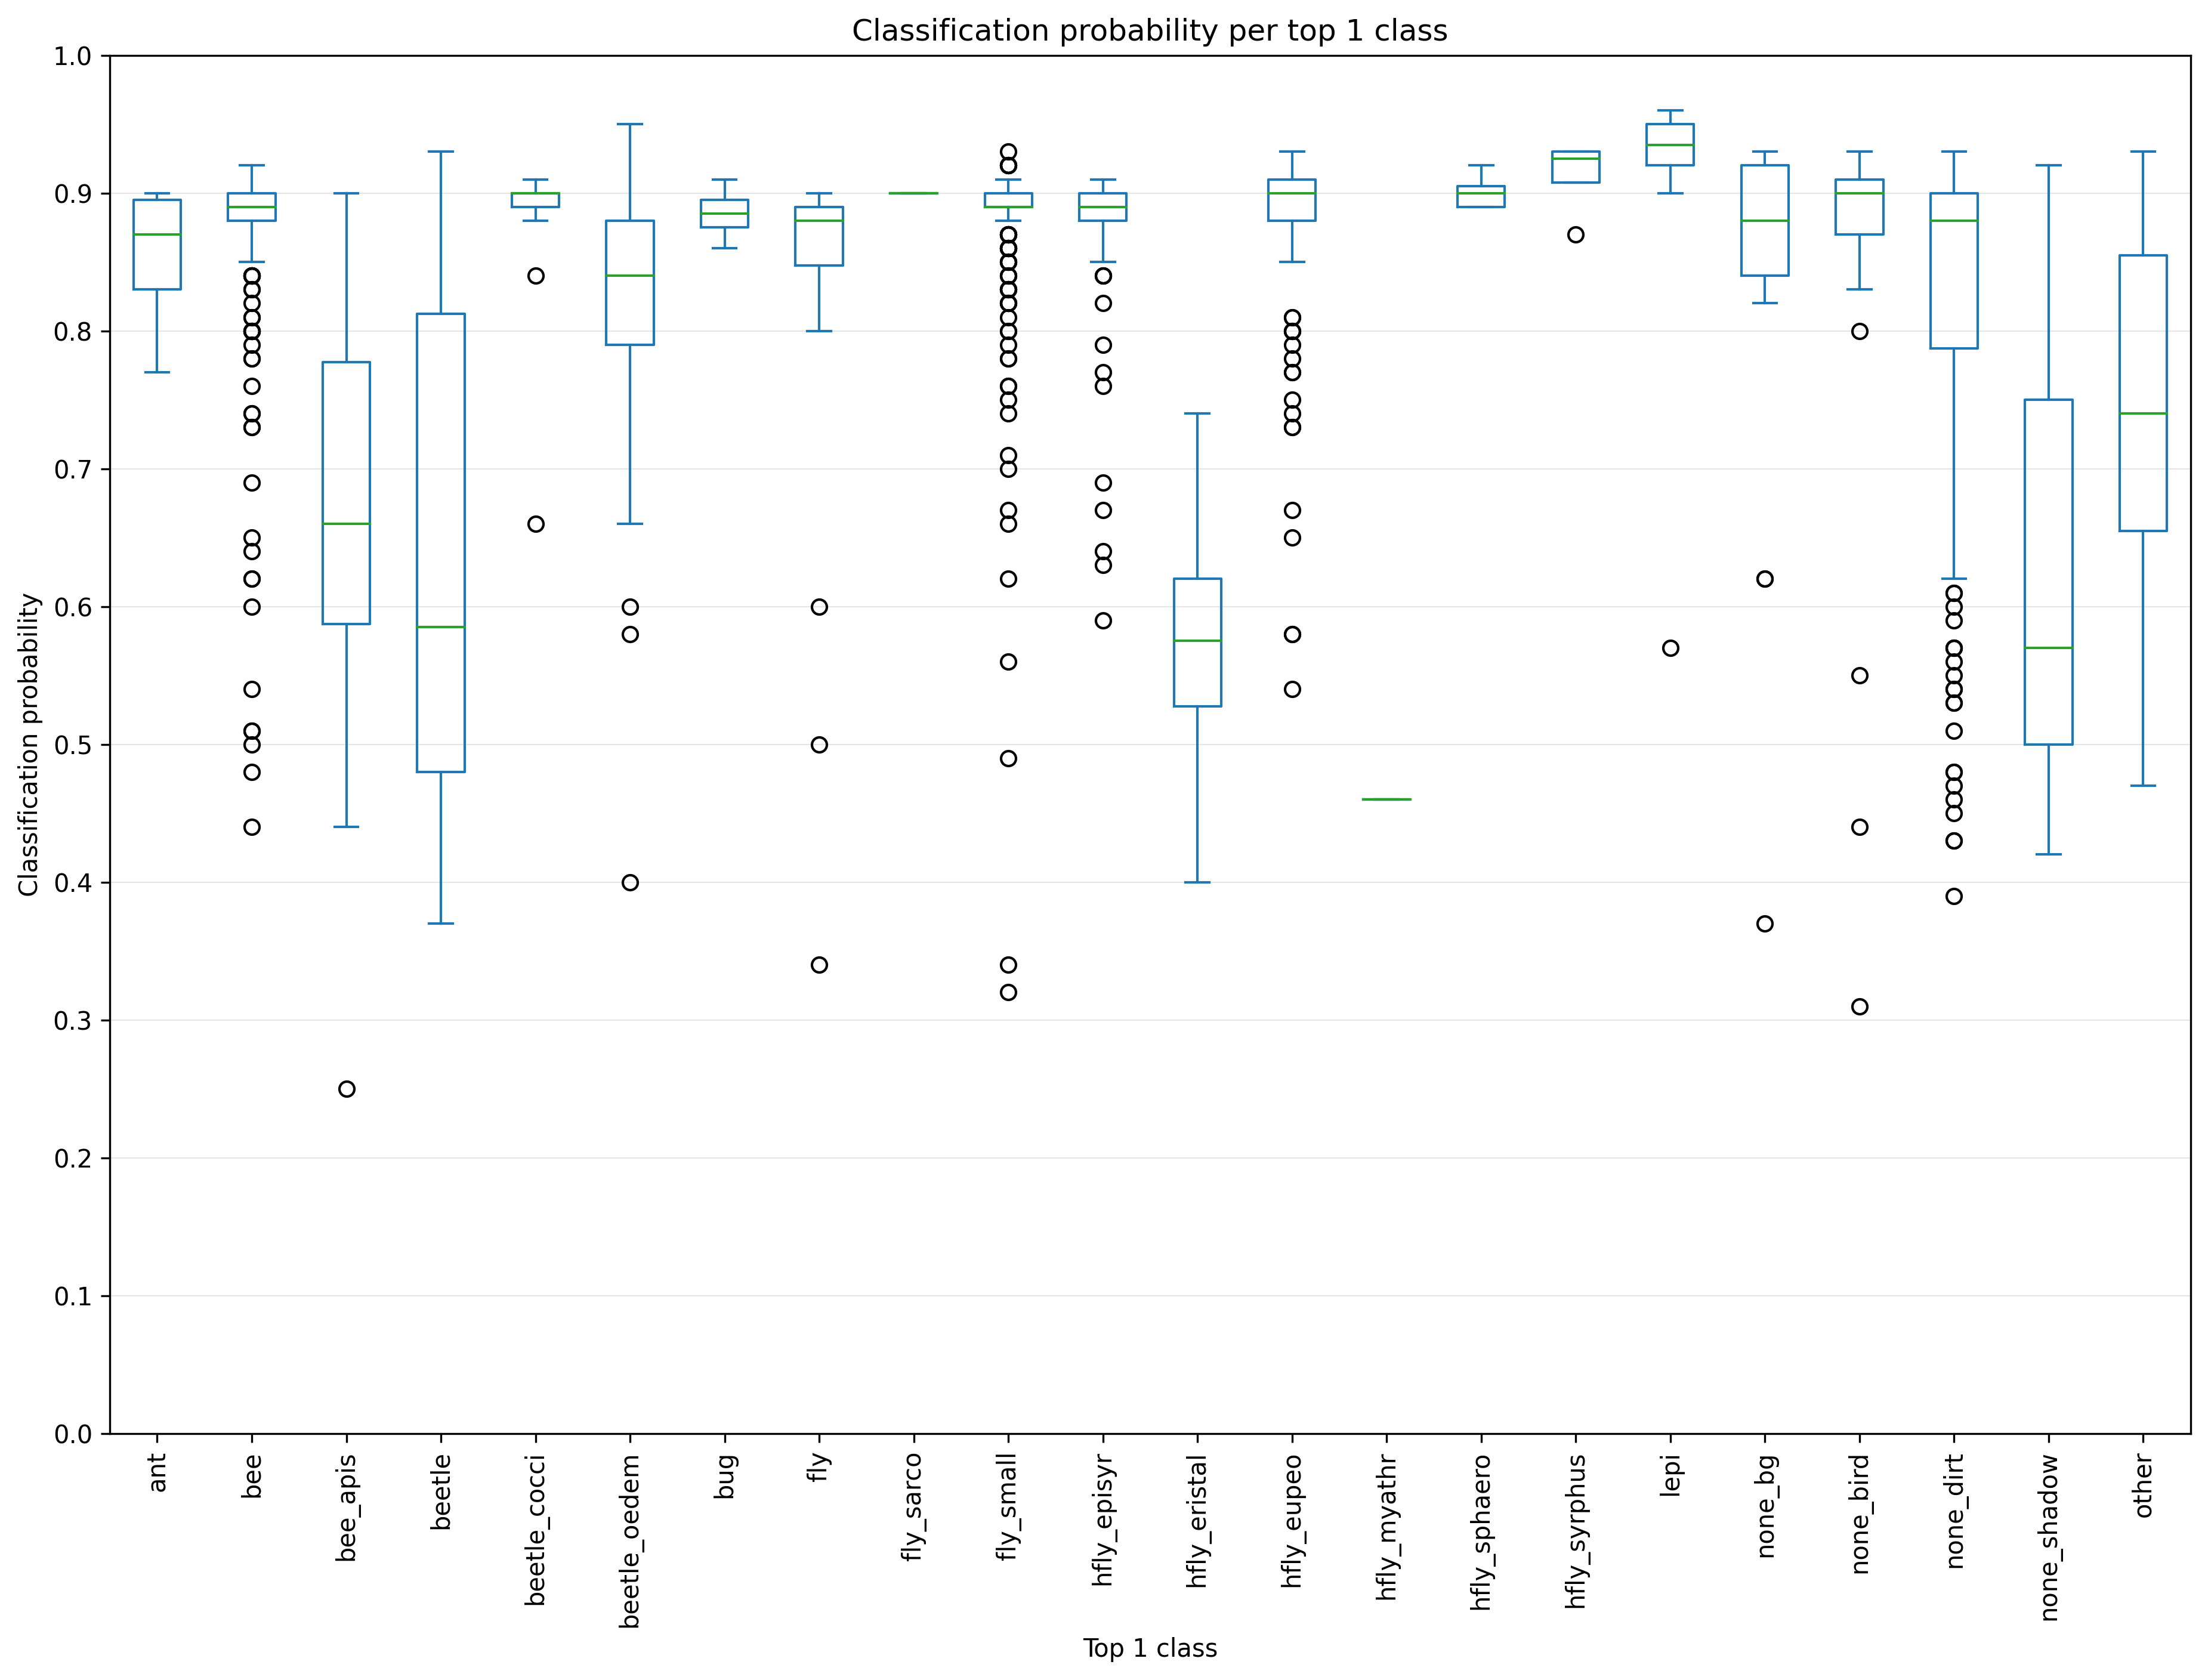 Classification probability per top 1 class
Classification probability
1.0
0.9
0.8
0.7
0.6
0.5
0.4
0.3
0.2
0.1
0.0
ant
bee
bee_apis
beetle
beetle_cocci
beetle_oedem
bug
fly
fly_sarco
fly_small
hfly_episyr
hfly_eristal
hfly_eupeo
hfly_myathr
hfly_sphaero
hfly_syrphus
lepi
none_bg
none_bird
none_dirt
none_shadow
other
Top 1 class